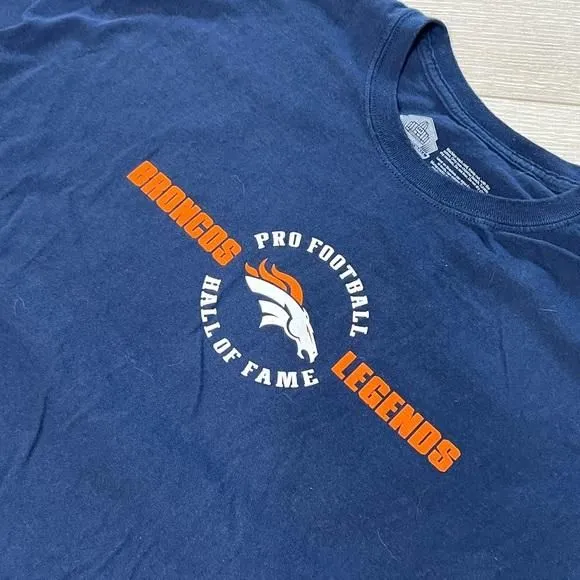 BRONCOS
PRO FOOTBALL
HALL OF FAME
LEGENDS